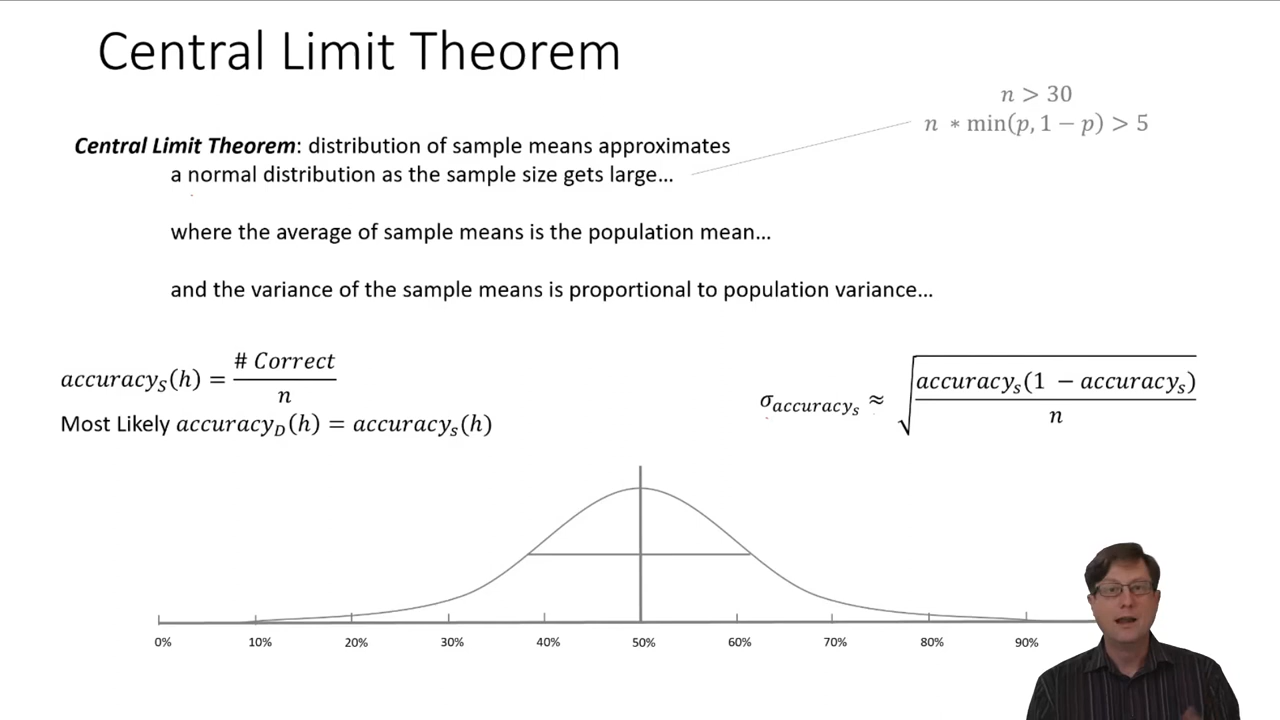 Central Limit Theorem
n > 30
n * min(p, 1 − p) > 5
Central Limit Theorem: distribution of sample means approximates
a normal distribution as the sample size gets large…
where the average of sample means is the population mean…
and the variance of the sample means is proportional to population variance…
accuracy_S(h) = # Correct / n
Most Likely accuracy_D(h) = accuracy_s(h)
σ_accuracy_s ≈ √(accuracy_s(1 − accuracy_s) / n)
0% 10% 20% 30% 40% 50% 60% 70% 80% 90%